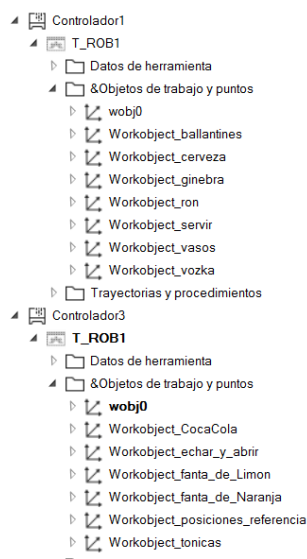 Controlador1
T_ROB1
Datos de herramienta
&Objetos de trabajo y puntos
wobj0
Workobject_ballantines
Workobject_cerveza
Workobject_ginebra
Workobject_ron
Workobject_servir
Workobject_vasos
Workobject_vozka
Trayectorias y procedimientos
Controlador3
T_ROB1
Datos de herramienta
&Objetos de trabajo y puntos
wobj0
Workobject_CocaCola
Workobject_echar_y_abrir
Workobject_fanta_de_Limon
Workobject_fanta_de_Naranja
Workobject_posiciones_referencia
Workobject_tonicas